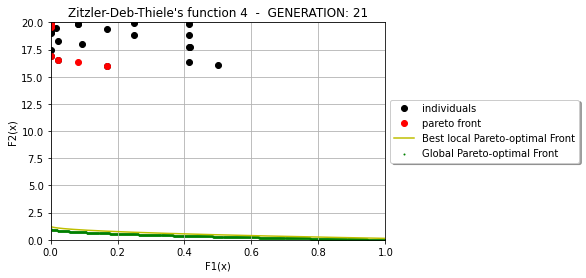 Zitzler-Deb-Thiele's function 4  -  GENERATION: 21
20.0
17.5
15.0
12.5
10.0
7.5
5.0
2.5
0.0
F2(x)
0.0 0.2 0.4 0.6 0.8 1.0
F1(x)
individuals
pareto front
Best local Pareto-optimal Front
Global Pareto-optimal Front